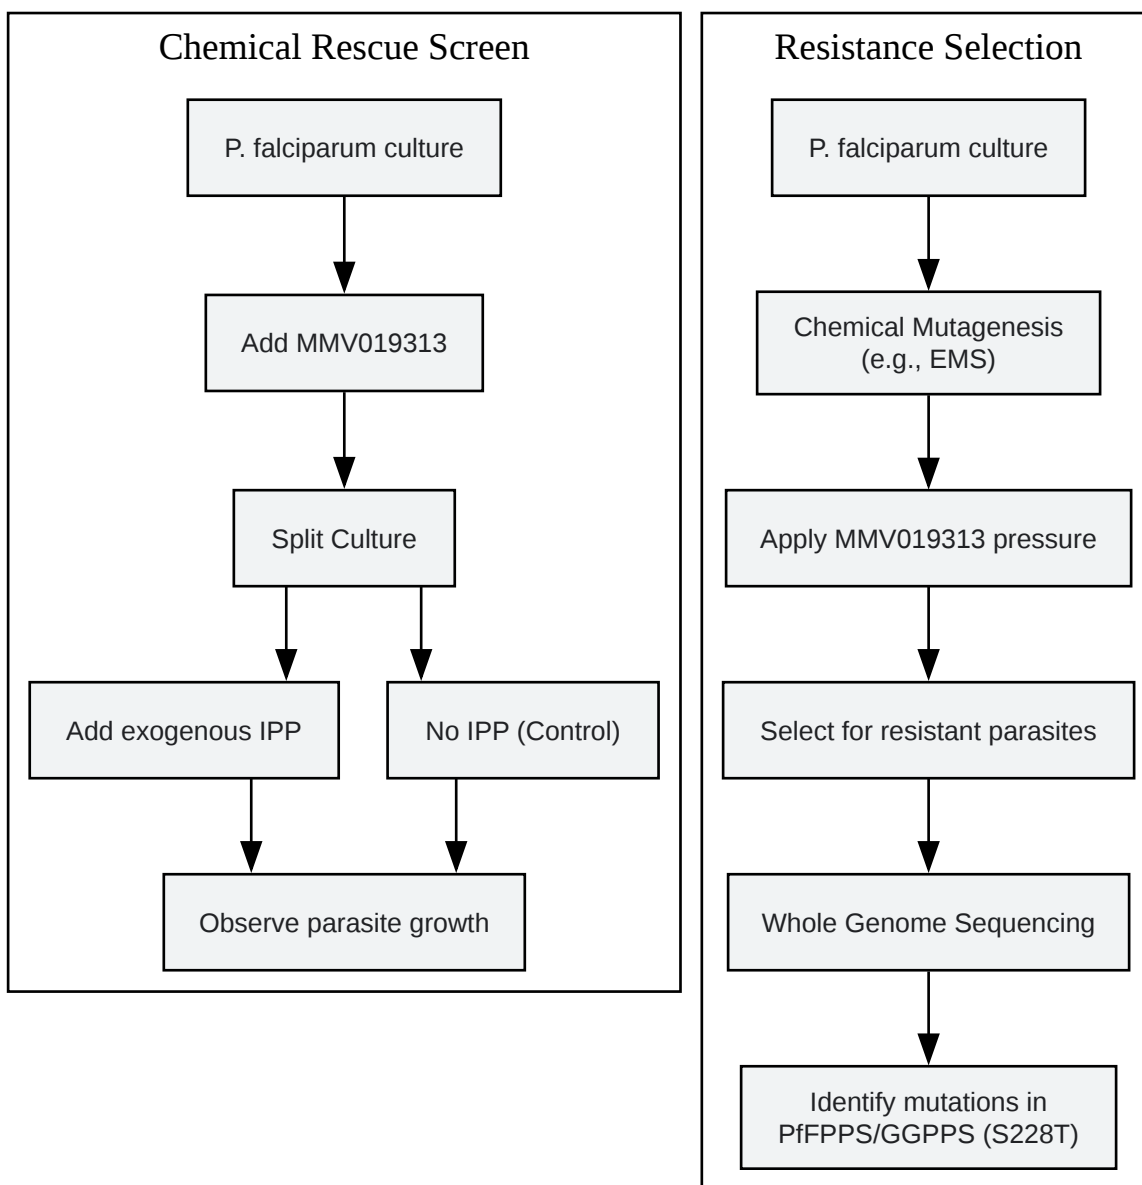 Chemical Rescue Screen
P. falciparum culture
Add MMV019313
Split Culture
Add exogenous IPP
No IPP (Control)
Observe parasite growth
Resistance Selection
P. falciparum culture
Chemical Mutagenesis
(e.g., EMS)
Apply MMV019313 pressure
Select for resistant parasites
Whole Genome Sequencing
Identify mutations in
PfFPPS/GGPPS (S228T)